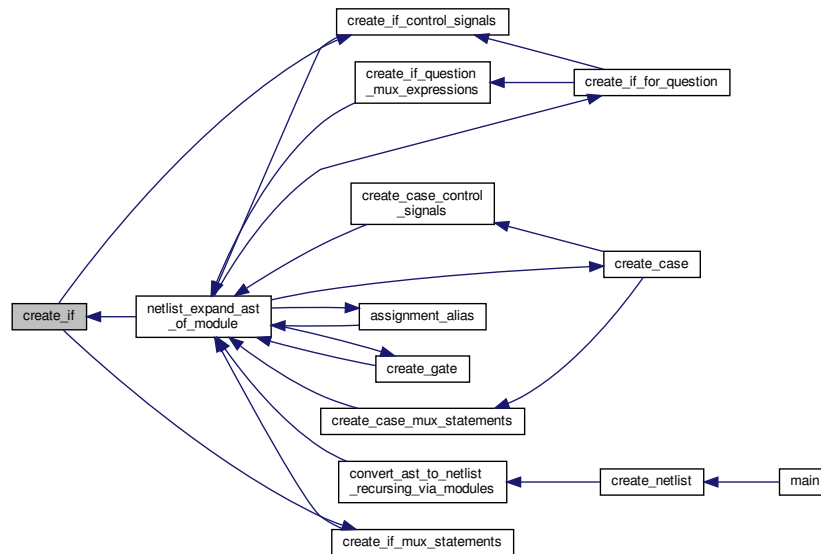 create_if_control_signals
create_if_question
_mux_expressions
create_if_for_question
create_case_control
_signals
create_case
create_if
netlist_expand_ast
_of_module
assignment_alias
create_gate
create_case_mux_statements
convert_ast_to_netlist
_recursing_via_modules
create_netlist
main
create_if_mux_statements